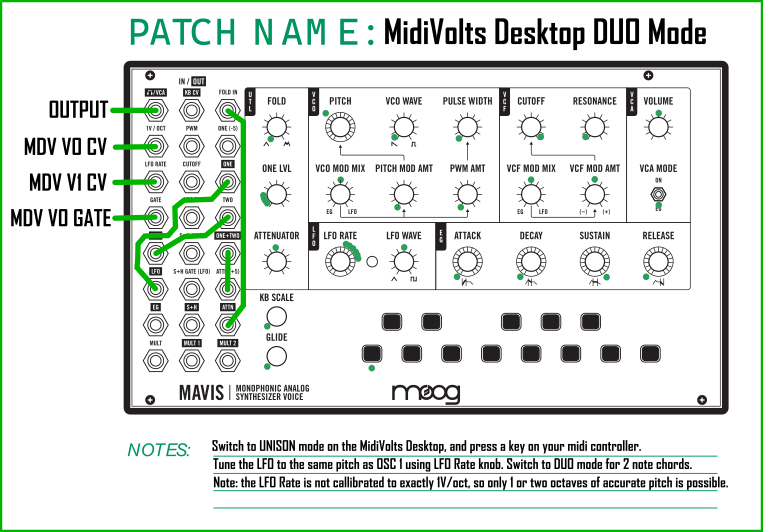 PATCH NAME: MidiVolts Desktop DUO Mode
IN / OUT
/VCA KB CV FOLD IN
OUTPUT
1V / OCT PWM ONE (-5)
MDV V0 CV
LFO RATE CUTOFF ONE
MDV V1 CV
GATE TWO
MDV V0 GATE
ONE+TWO
LFO S+H GATE (LFO) ATTN (+5)
EG S+H ATTN
MULT MULT 1 MULT 2
UTL
FOLD
ONE LVL
ATTENUATOR
VCO
PITCH VCO WAVE PULSE WIDTH
VCO MOD MIX PITCH MOD AMT PWM AMT
EG LFO
VCF
CUTOFF RESONANCE
VCF MOD MIX VCF MOD AMT
EG LFO (−) (+)
VCA
VOLUME
VCA MODE
ON
EG
LFO
LFO RATE LFO WAVE
EG
ATTACK DECAY SUSTAIN RELEASE
KB SCALE
GLIDE
MAVIS | MONOPHONIC ANALOG
SYNTHESIZER VOICE
moog
NOTES: Switch to UNISON mode on the MidiVolts Desktop, and press a key on your midi controller.
Tune the LFO to the same pitch as OSC 1 using LFO Rate knob. Switch to DUO mode for 2 note chords.
Note: the LFO Rate is not callibrated to exactly 1V/oct, so only 1 or two octaves of accurate pitch is possible.